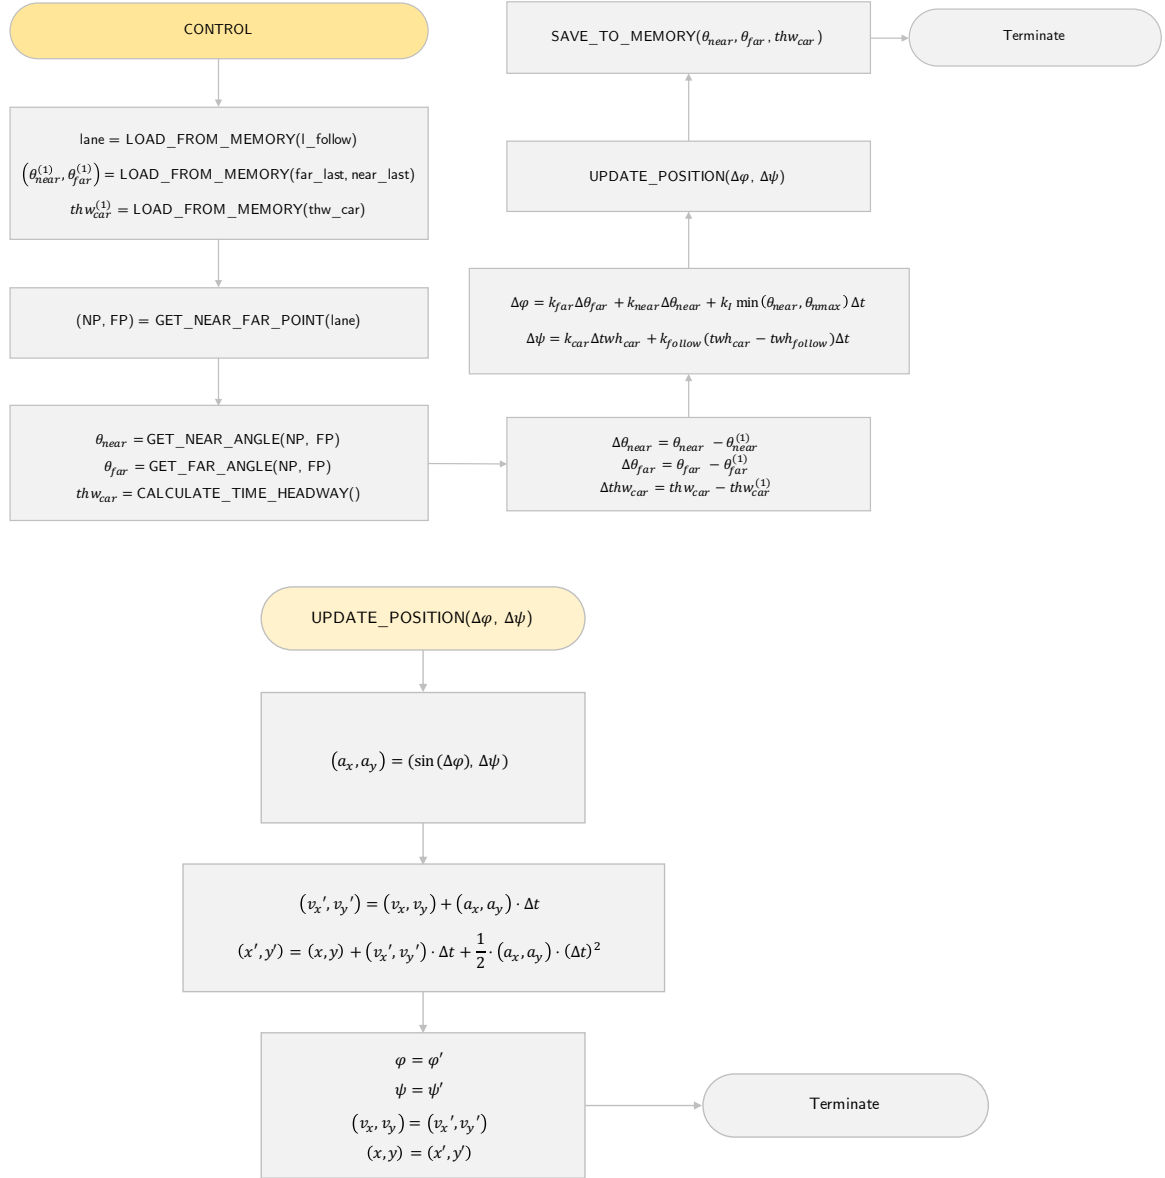 CONTROL
lane = LOAD_FROM_MEMORY(l_follow)
(θ_near^(1), θ_far^(1)) = LOAD_FROM_MEMORY(far_last, near_last)
thw_car^(1) = LOAD_FROM_MEMORY(thw_car)
(NP, FP) = GET_NEAR_FAR_POINT(lane)
θ_near = GET_NEAR_ANGLE(NP, FP)
θ_far = GET_FAR_ANGLE(NP, FP)
thw_car = CALCULATE_TIME_HEADWAY()
Δθ_near = θ_near − θ_near^(1)
Δθ_far = θ_far − θ_far^(1)
Δthw_car = thw_car − thw_car^(1)
Δφ = k_far Δθ_far + k_near Δθ_near + k_I min(θ_near, θ_nmax) Δt
Δψ = k_car Δtwh_car + k_follow (twh_car − twh_follow)Δt
UPDATE_POSITION(Δφ, Δψ)
SAVE_TO_MEMORY(θ_near, θ_far, thw_car)
Terminate
UPDATE_POSITION(Δφ, Δψ)
(a_x, a_y) = (sin(Δφ), Δψ)
(v_x′, v_y′) = (v_x, v_y) + (a_x, a_y) · Δt
(x′, y′) = (x, y) + (v_x′, v_y′) · Δt + 1/2 · (a_x, a_y) · (Δt)^2
φ = φ′
ψ = ψ′
(v_x, v_y) = (v_x′, v_y′)
(x, y) = (x′, y′)
Terminate